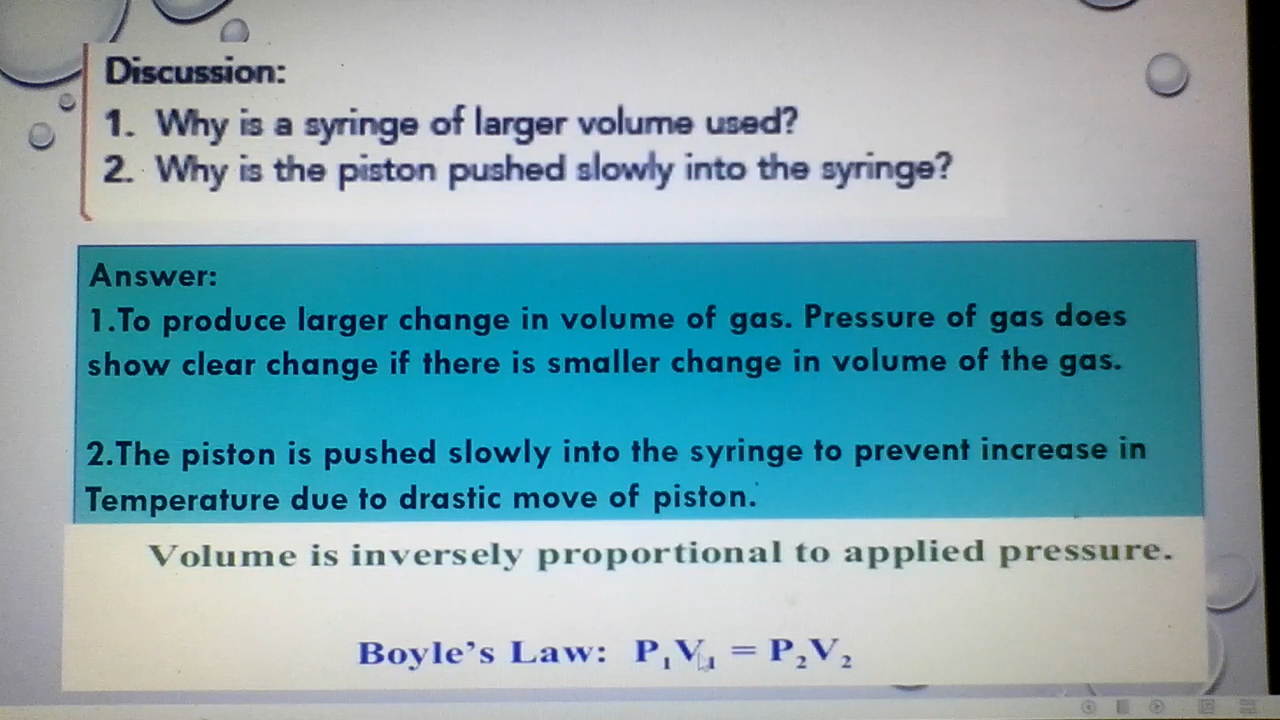 Discussion:
1. Why is a syringe of larger volume used?
2. Why is the piston pushed slowly into the syringe?
Answer:
1.To produce larger change in volume of gas. Pressure of gas does
show clear change if there is smaller change in volume of the gas.
2.The piston is pushed slowly into the syringe to prevent increase in
Temperature due to drastic move of piston.
Volume is inversely proportional to applied pressure.
Boyle's Law: P₁V₁ = P₂V₂